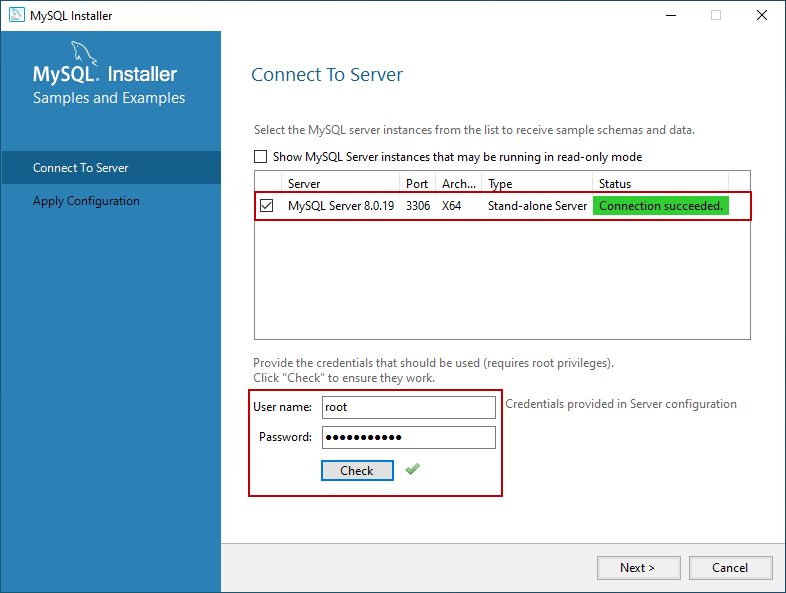 MySQL Installer
MySQL. Installer
Samples and Examples
Connect To Server
Apply Configuration
Connect To Server
Select the MySQL server instances from the list to receive sample schemas and data.
Show MySQL Server instances that may be running in read-only mode
Server Port Arch... Type Status
MySQL Server 8.0.19 3306 X64 Stand-alone Server Connection succeeded.
Provide the credentials that should be used (requires root privileges).
Click "Check" to ensure they work.
User name: root Credentials provided in Server configuration
Password: ●●●●●●●●●●●
Check
Next > Cancel